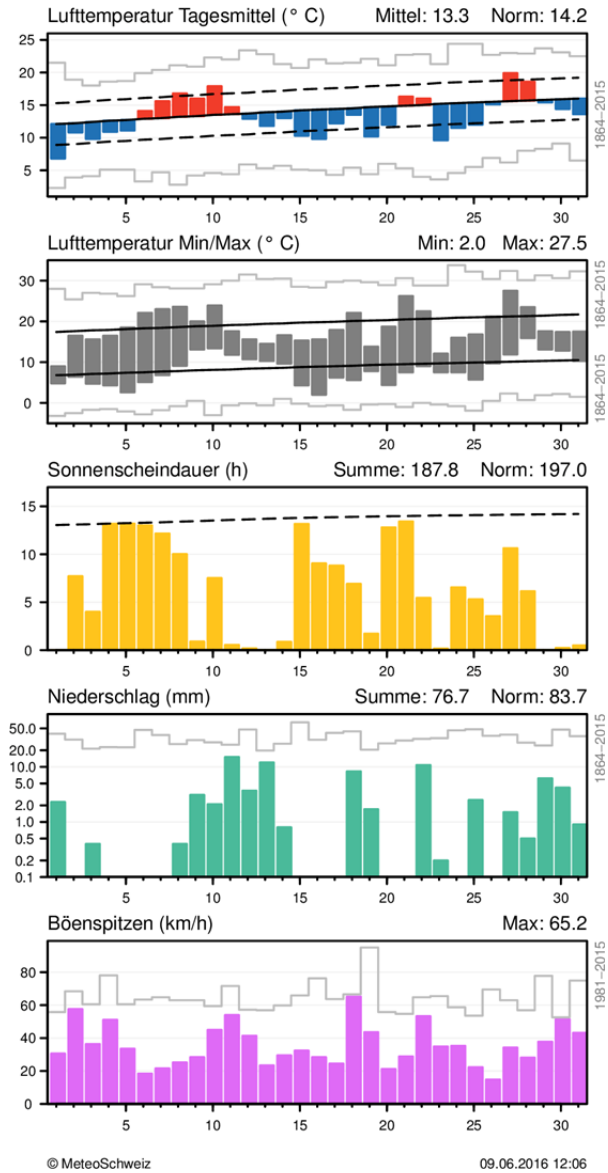 Lufttemperatur Tagesmittel (° C) Mittel: 13.3 Norm: 14.2
25
20
15
10
5
5 10 15 20 25 30
1864–2015
Lufttemperatur Min/Max (° C) Min: 2.0 Max: 27.5
30
20
10
0
5 10 15 20 25 30
1864–2015
1864–2015
Sonnenscheindauer (h) Summe: 187.8 Norm: 197.0
15
10
5
0
5 10 15 20 25 30
Niederschlag (mm) Summe: 76.7 Norm: 83.7
50.0
20.0
10.0
5.0
2.0
1.0
0.5
0.2
0.1
5 10 15 20 25 30
1864–2015
Böenspitzen (km/h) Max: 65.2
80
60
40
20
0
5 10 15 20 25 30
1981–2015
© MeteoSchweiz 09.06.2016 12:06